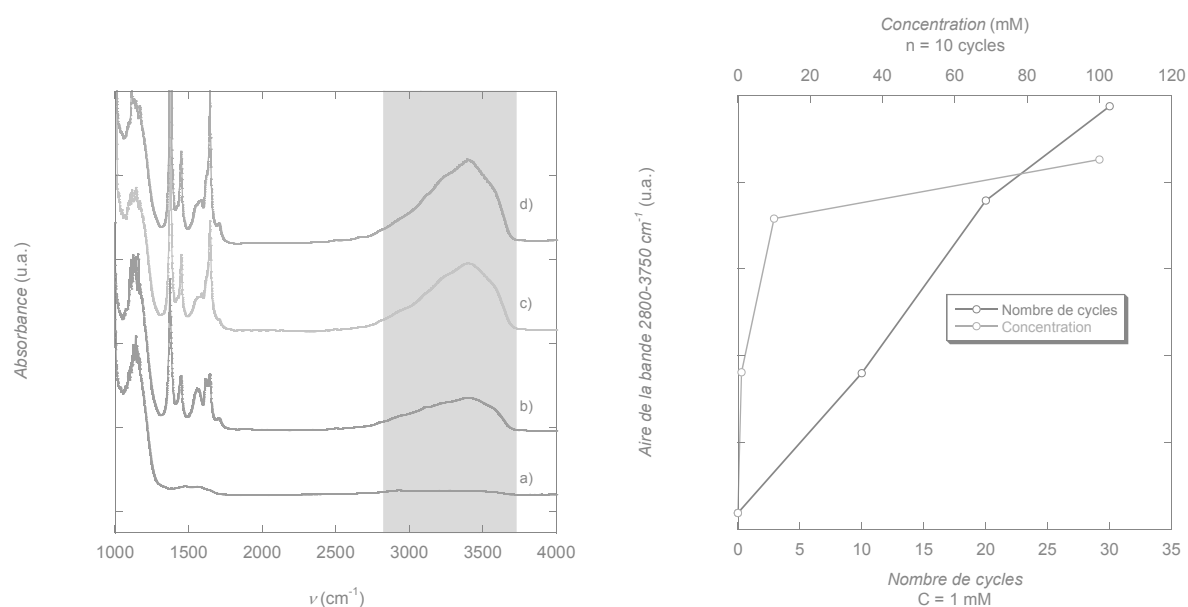 Absorbance (u.a.)
d)
c)
b)
a)
1000 1500 2000 2500 3000 3500 4000
ν (cm⁻¹)
Concentration (mM)
n = 10 cycles
0 20 40 60 80 100 120
Aire de la bande 2800-3750 cm⁻¹ (u.a.)
Nombre de cycles
Concentration
0 5 10 15 20 25 30 35
Nombre de cycles
C = 1 mM